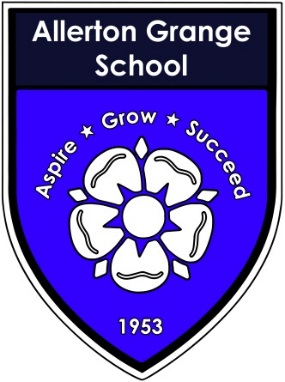 Allerton Grange
School
Aspire ★ Grow ★ Succeed
1953